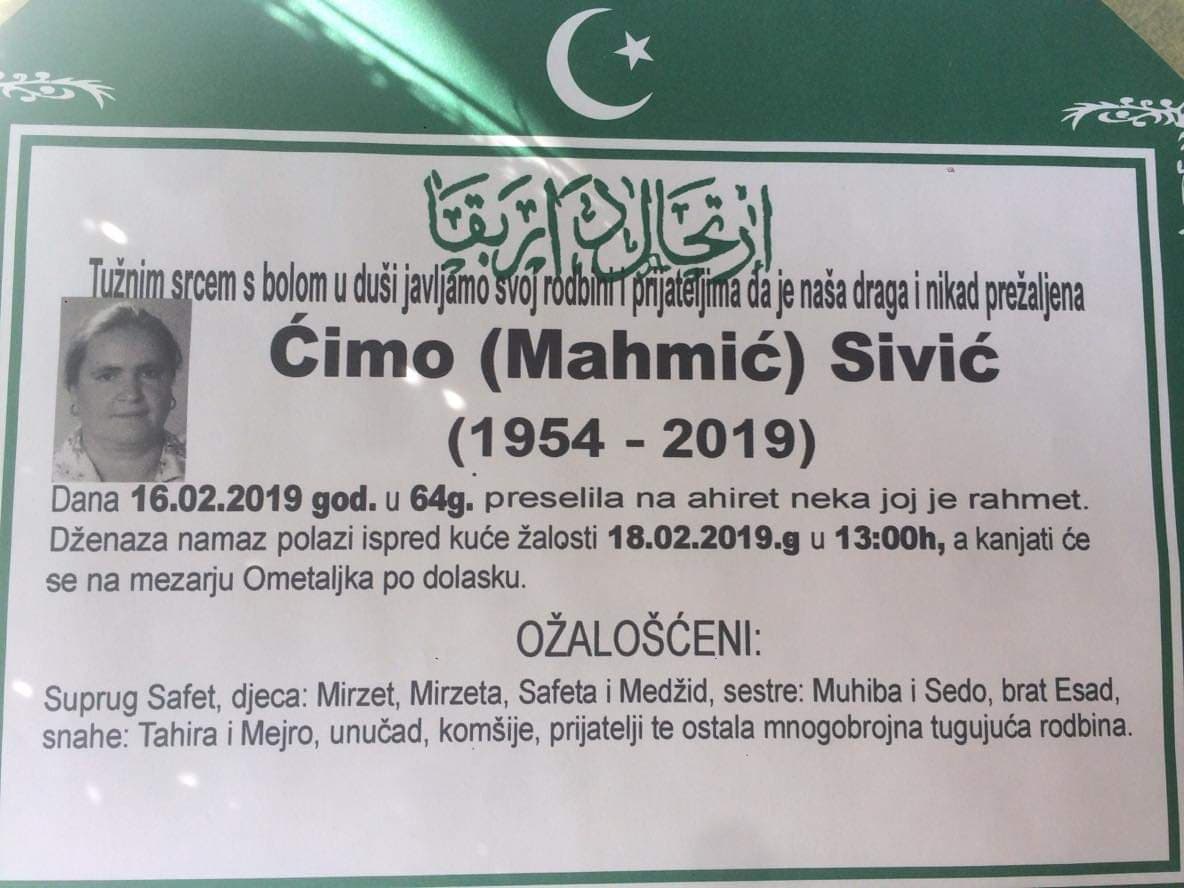 ارتحال دار بقا
Tužnim srcem s bolom u duši javljamo svoj rodbini i prijateljima da je naša draga i nikad prežaljena
Ćimo (Mahmić) Sivić
(1954 - 2019)
Dana 16.02.2019 god. u 64g. preselila na ahiret neka joj je rahmet.
Dženaza namaz polazi ispred kuće žalosti 18.02.2019.g u 13:00h, a kanjati će
se na mezarju Ometaljka po dolasku.
OŽALOŠĆENI:
Suprug Safet, djeca: Mirzet, Mirzeta, Safeta i Medžid, sestre: Muhiba i Sedo, brat Esad,
snahe: Tahira i Mejro, unučad, komšije, prijatelji te ostala mnogobrojna tugujuća rodbina.